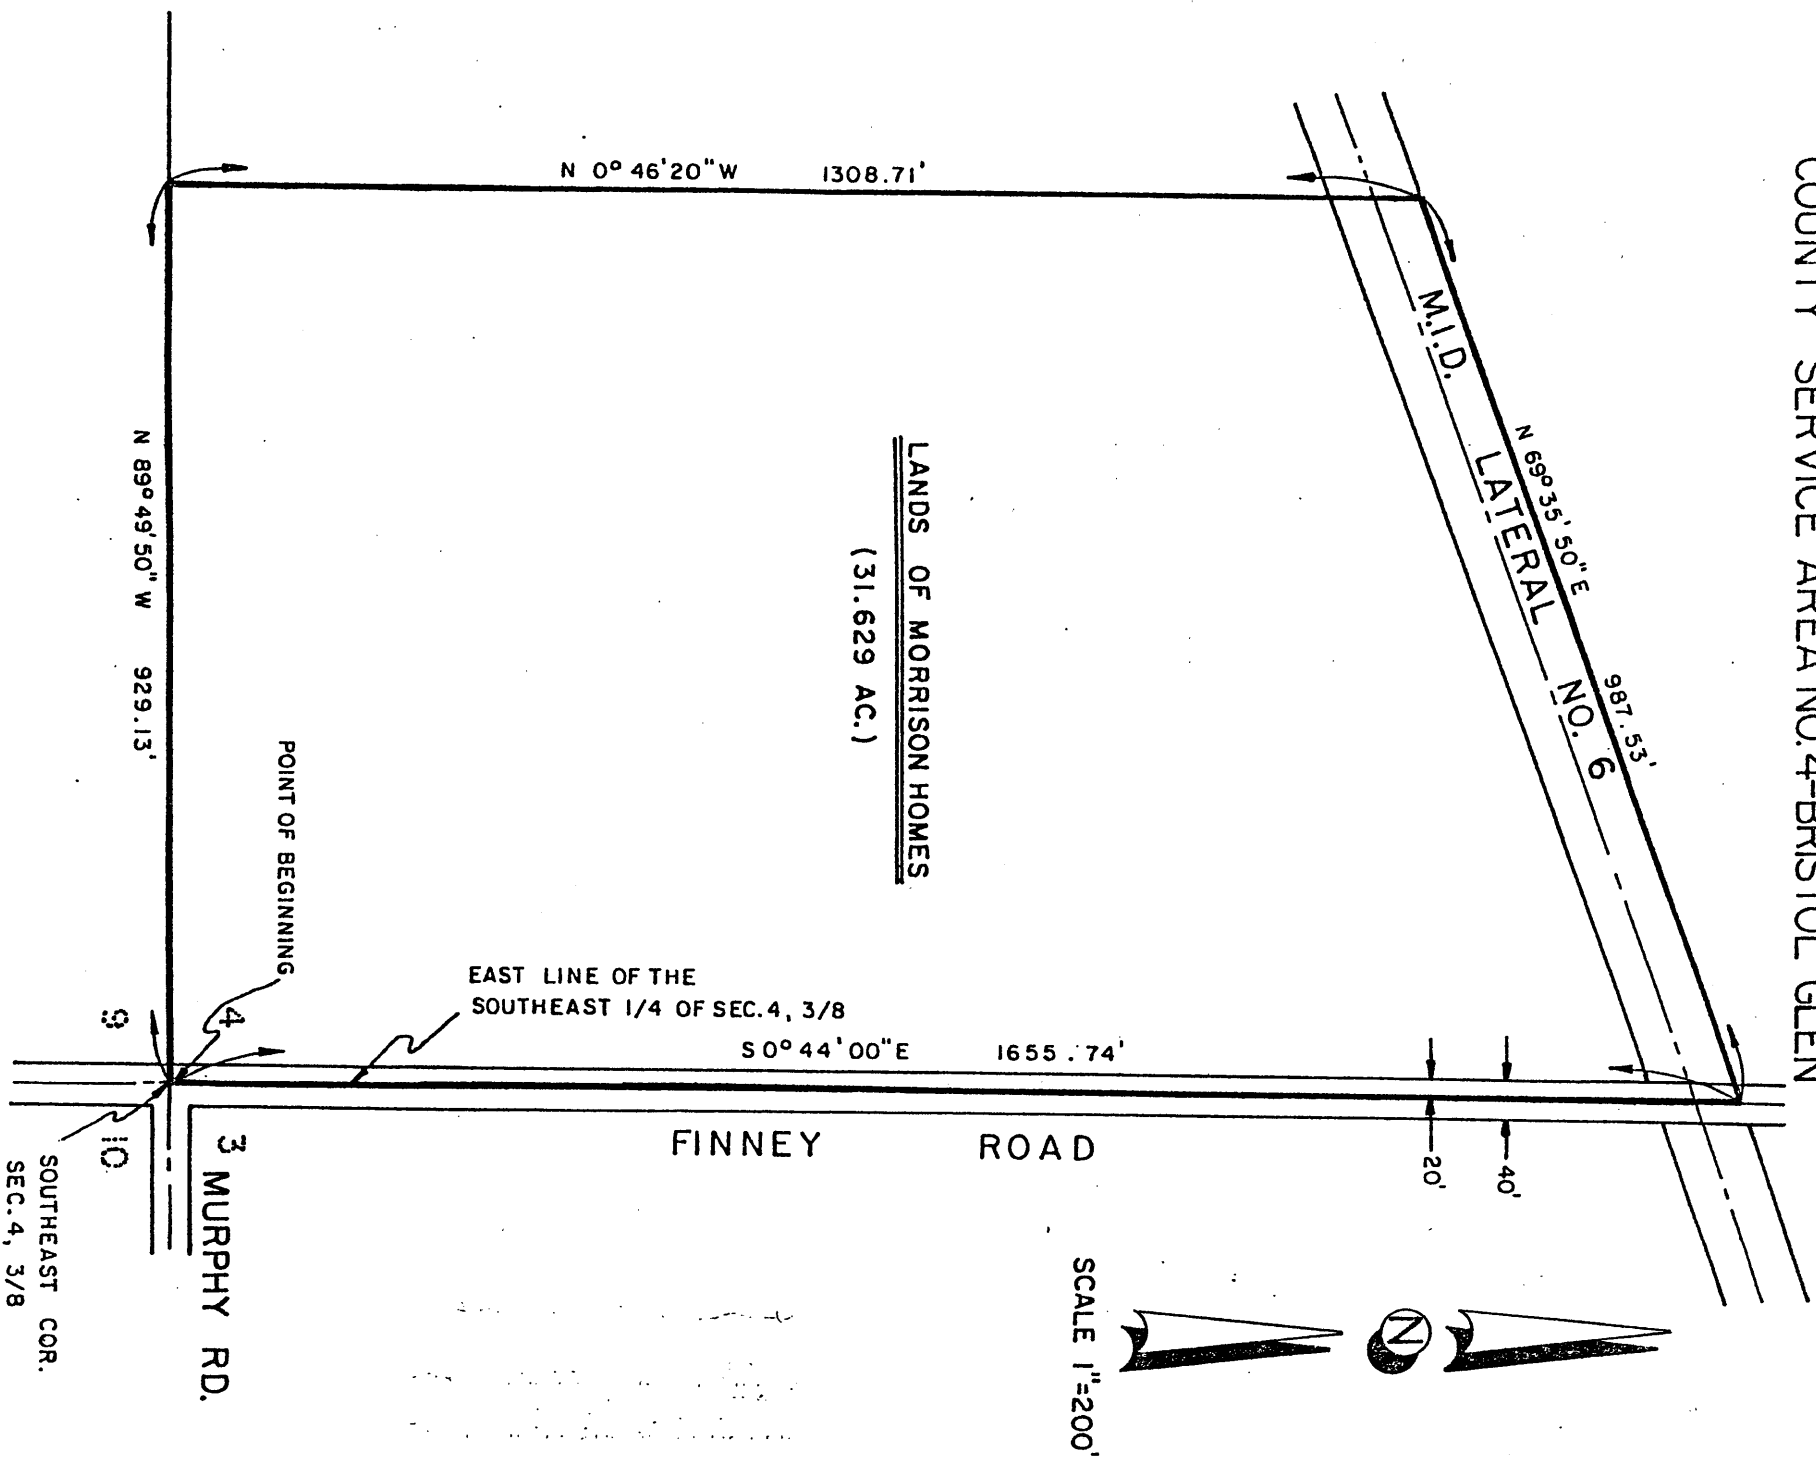 COUNTY SERVICE AREA NO. 4-BRISTOL GLEN
M.I.D. LATERAL NO. 6
N 69° 35' 50" E 987.53'
N 0° 46' 20" W 1308.71'
LANDS OF MORRISON HOMES
(31.629 AC.)
EAST LINE OF THE
SOUTHEAST 1/4 OF SEC. 4, 3/8
S 0° 44' 00" E 1655.74'
20'
40'
FINNEY ROAD
N
SCALE 1"=200'
POINT OF BEGINNING
N 89° 49' 50" W 929.13'
4
3
9
10
MURPHY RD.
SOUTHEAST COR.
SEC. 4, 3/8